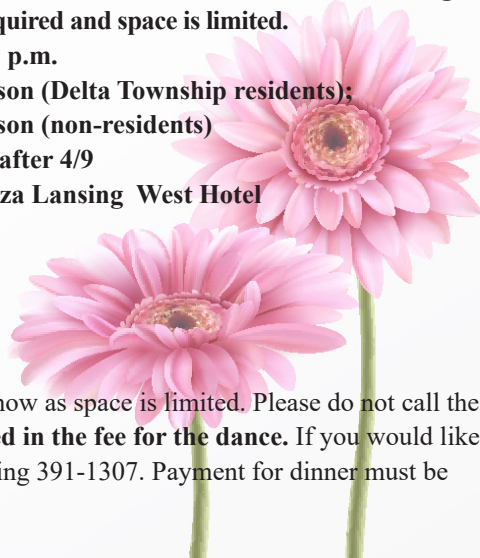 quired and space is limited.
p.m.
son (Delta Township residents);
son (non-residents)
after 4/9
za Lansing West Hotel
now as space is limited. Please do not call the
ed in the fee for the dance. If you would like
ing 391-1307. Payment for dinner must be